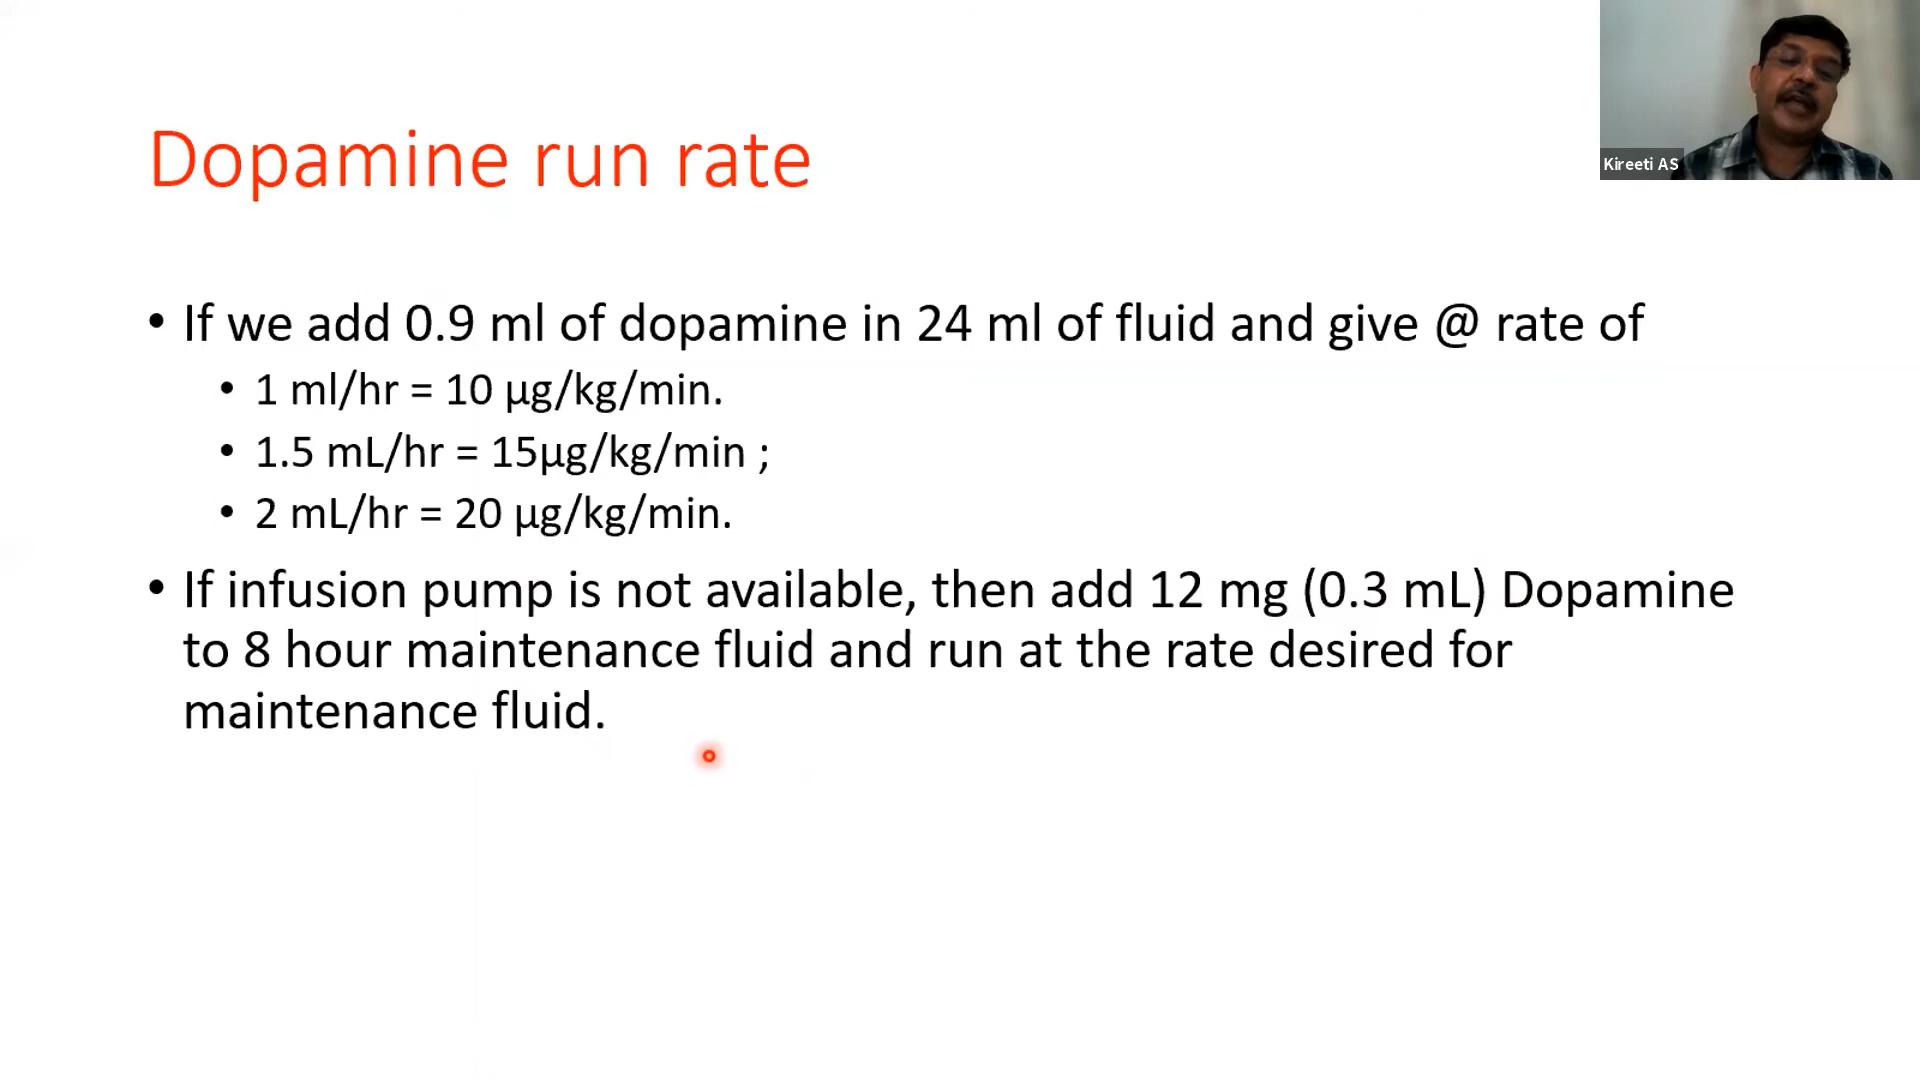 Kireeti AS
Dopamine run rate
• If we add 0.9 ml of dopamine in 24 ml of fluid and give @ rate of
• 1 ml/hr = 10 µg/kg/min.
• 1.5 mL/hr = 15µg/kg/min ;
• 2 mL/hr = 20 µg/kg/min.
• If infusion pump is not available, then add 12 mg (0.3 mL) Dopamine
to 8 hour maintenance fluid and run at the rate desired for
maintenance fluid.